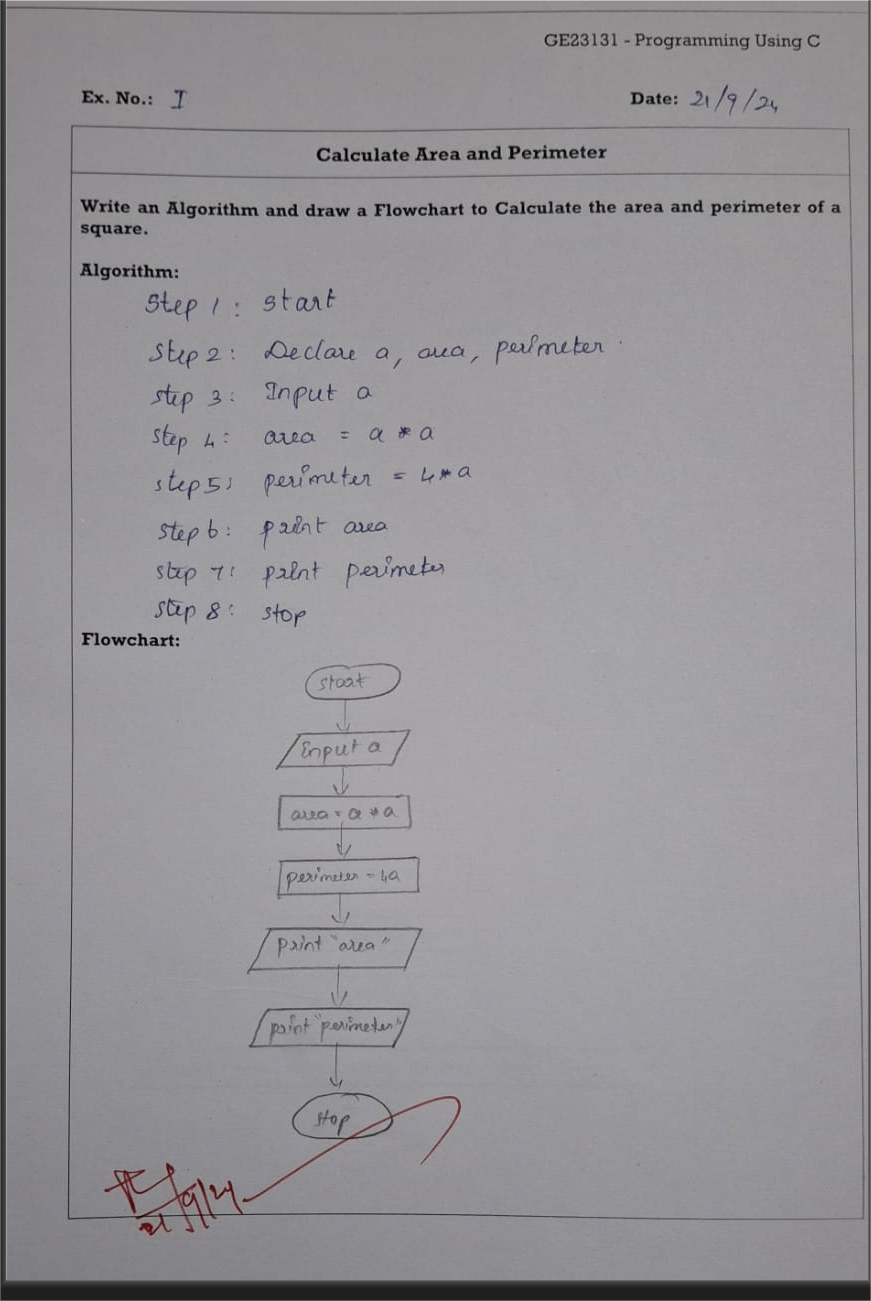 GE23131 - Programming Using C
Ex. No.: I Date: 21/9/24
Calculate Area and Perimeter
Write an Algorithm and draw a Flowchart to Calculate the area and perimeter of a
square.
Algorithm:
Step 1: start
Step 2: Declare a, area, perimeter.
step 3: Input a
step 4: area = a * a
step 5: perimeter = 4 * a
step 6: print area
step 7: print perimeter
step 8: stop
Flowchart:
start
Input a
area = a * a
perimeter = 4a
print "area"
print "perimeter"
stop
21/9/24